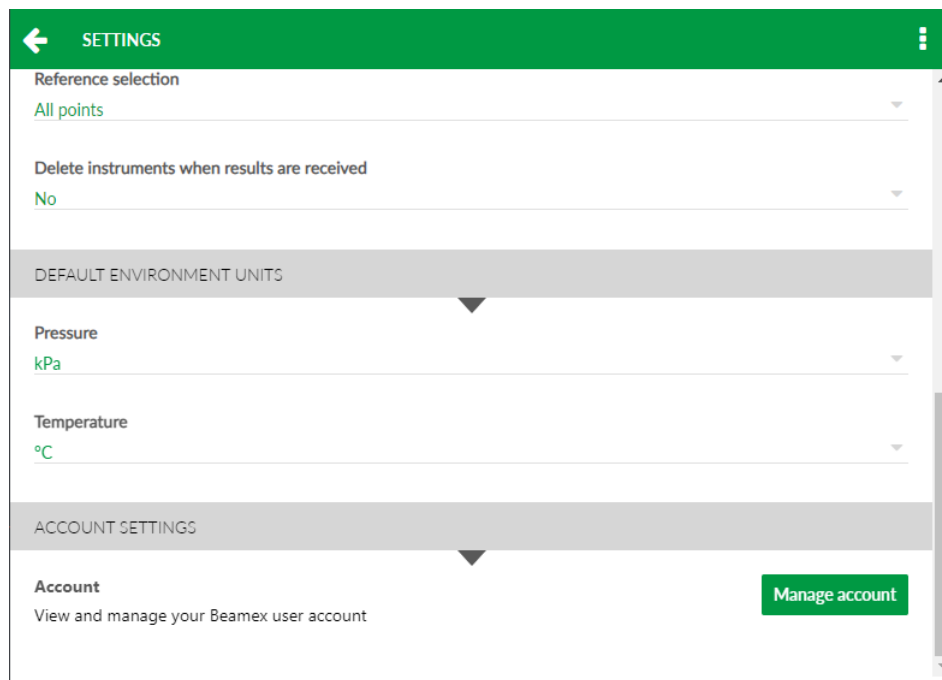 SETTINGS
Reference selection
All points
Delete instruments when results are received
No
DEFAULT ENVIRONMENT UNITS
Pressure
kPa
Temperature
°C
ACCOUNT SETTINGS
Account
View and manage your Beamex user account
Manage account